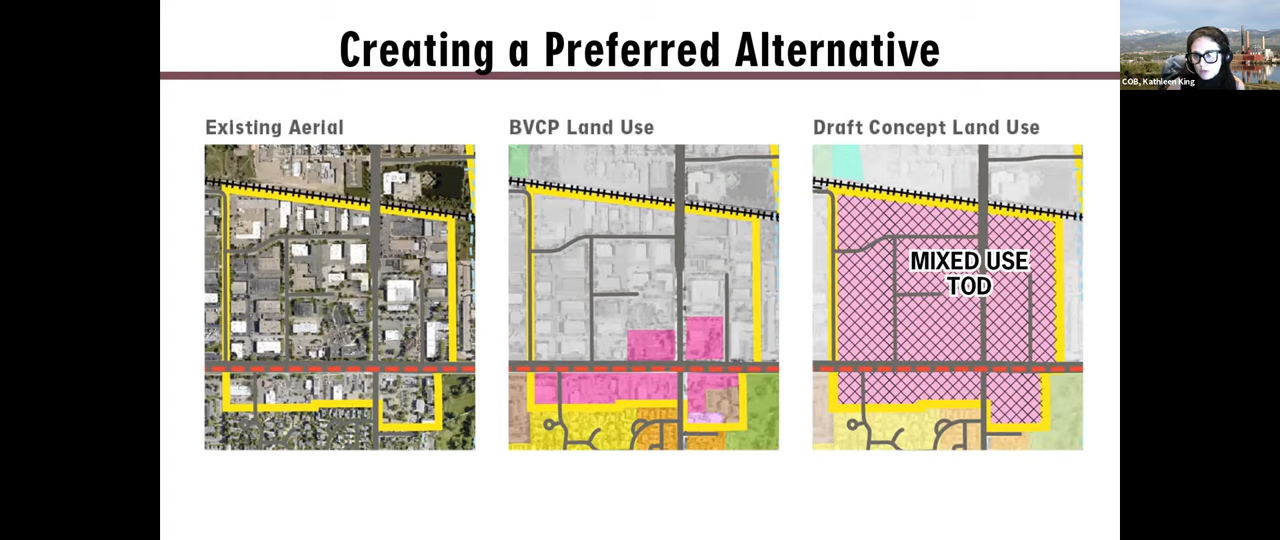 Creating a Preferred Alternative
COB, Kathleen King
Existing Aerial
BVCP Land Use
Draft Concept Land Use
MIXED USE
TOD